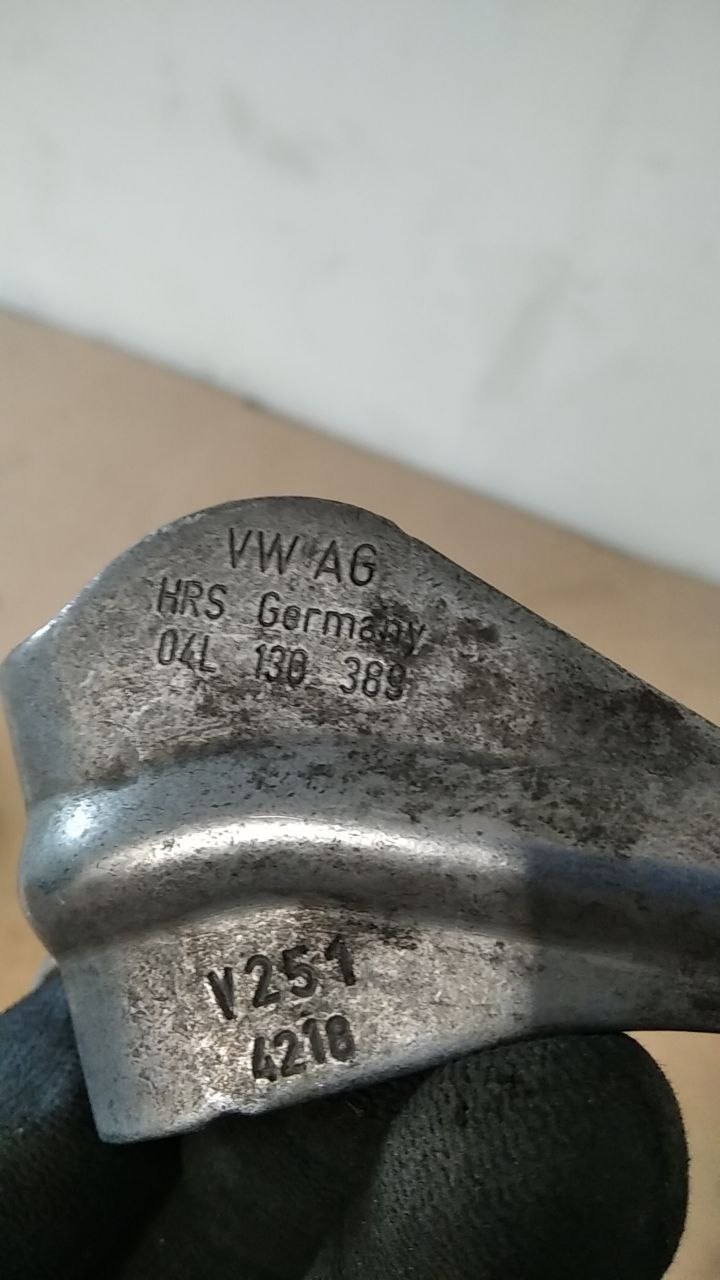 VW AG
HRS Germany
04L 130 389
V251
4218